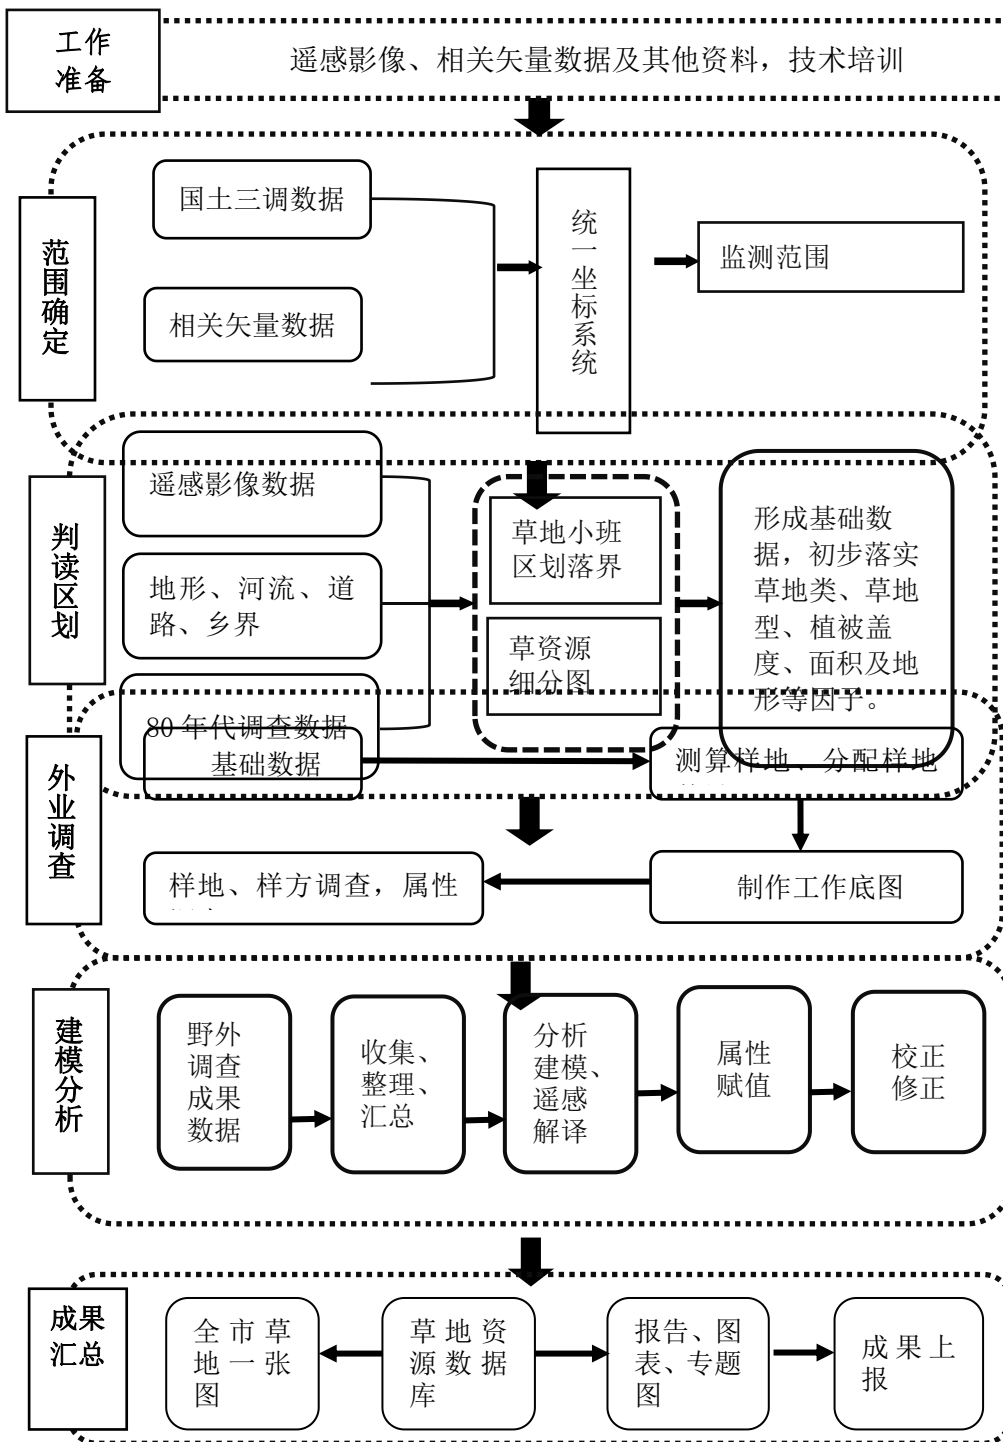 工作
准备
遥感影像、相关矢量数据及其他资料，技术培训
范围确定
国土三调数据
相关矢量数据
统一坐标系统
监测范围
判读区划
遥感影像数据
地形、河流、道
路、乡界
80 年代调查数据
草地小班
区划落界
草资源
细分图
形成基础数
据，初步落实
草地类、草地
型、植被盖
度、面积及地
形等因子。
外业调查
基础数据
测算样地、分配样地
制作工作底图
样地、样方调查，属性
建模分析
野外
调查
成果
数据
收集、
整理、
汇总
分析
建模、
遥感
解译
属性
赋值
校正
修正
成果
汇总
全市草
地一张
图
草地资
源数据
库
报告、图
表、专题
图
成果上
报